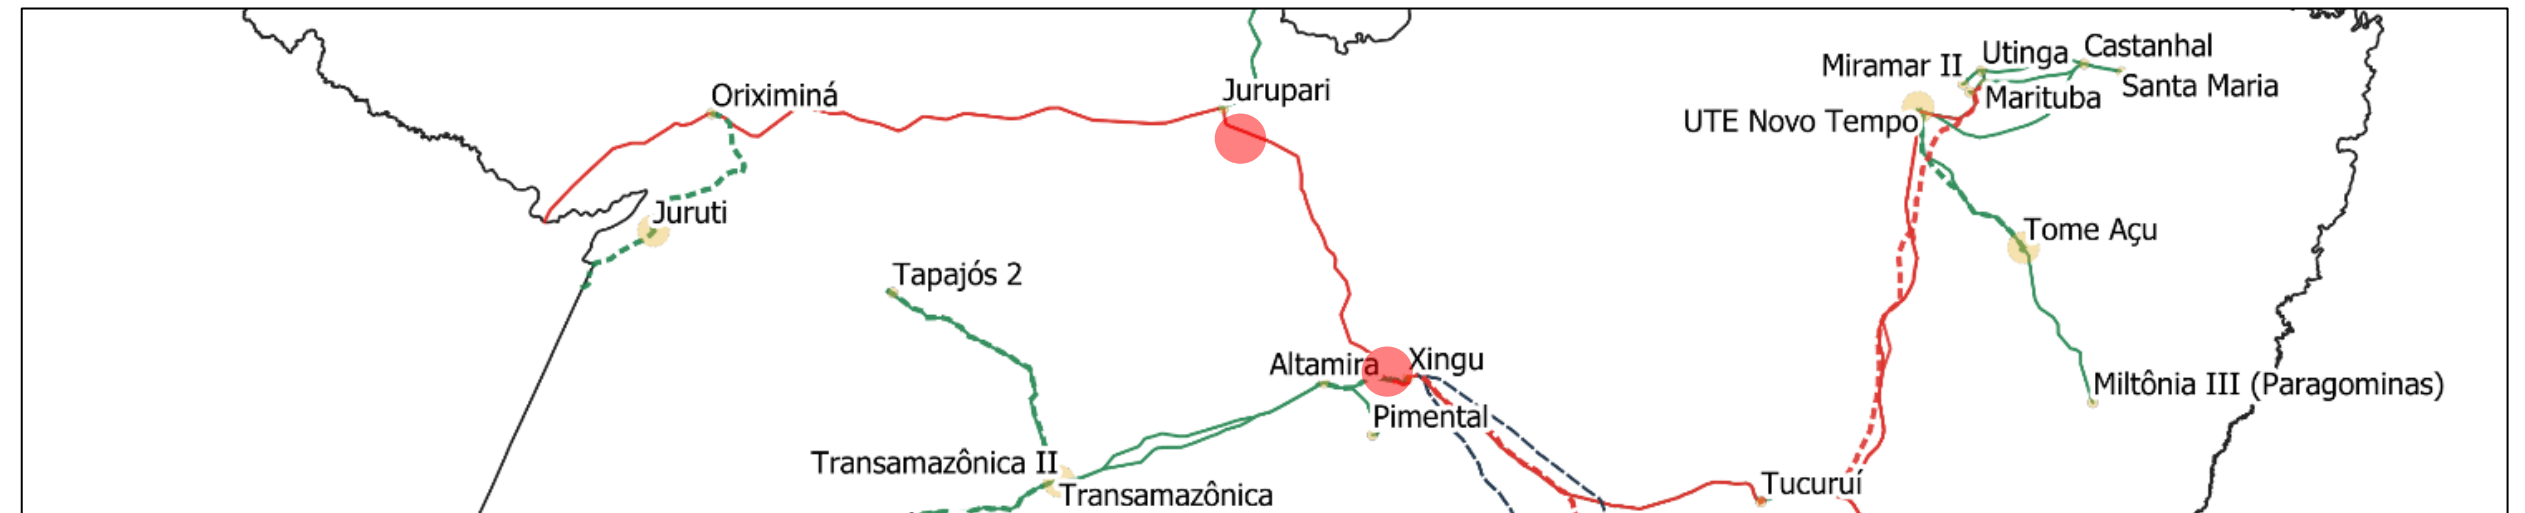 Castanhal
Utinga
Miramar II
Santa Maria
Jurupari
Oriximiná
Marituba
UTE Novo Tempo
Juruti
Tome Açu
Tapajós 2
Altamira
Xingu
Miltônia III (Paragominas)
Pimental
Transamazônica II
Tucuruí
Transamazônica